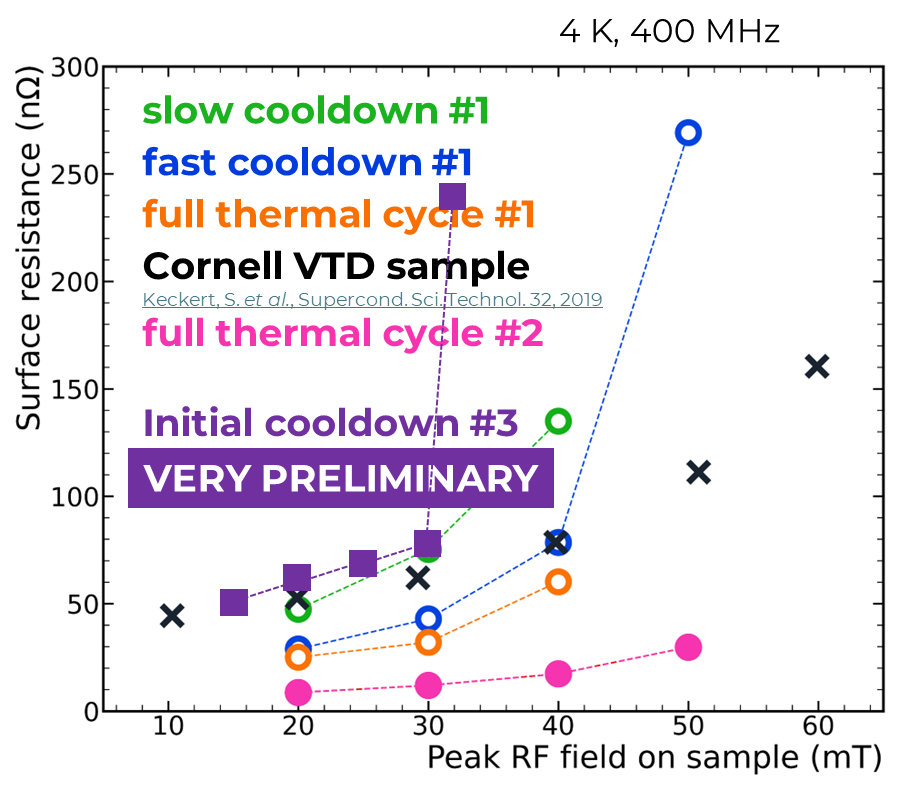 4 K, 400 MHz
Surface resistance (nΩ)
300
250
200
150
100
50
0
slow cooldown #1
fast cooldown #1
full thermal cycle #1
Cornell VTD sample
Keckert, S. et al., Supercond. Sci. Technol. 32, 2019
full thermal cycle #2
Initial cooldown #3
VERY PRELIMINARY
10 20 30 40 50 60
Peak RF field on sample (mT)